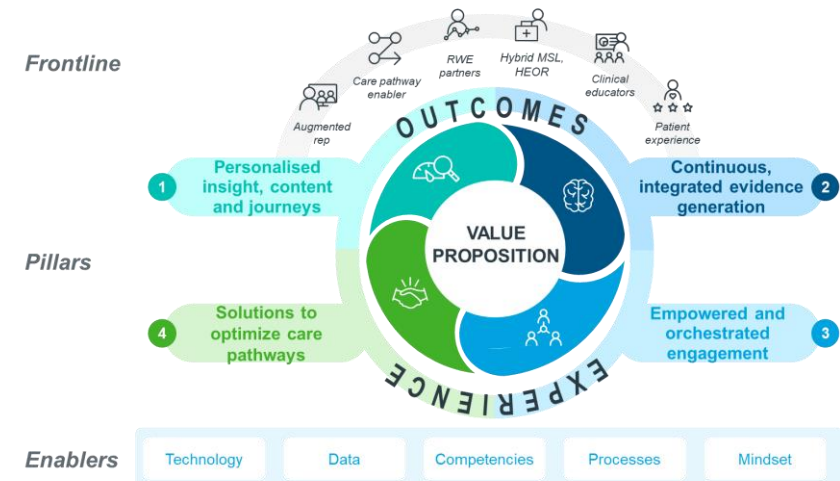 Frontline
Augmented
rep
Care pathway
enabler
RWE
partners
Hybrid MSL,
HEOR
Clinical
educators
Patient
experience
OUTCOMES
1
Personalised
insight, content
and journeys
Continuous,
integrated evidence
generation
2
Pillars
VALUE
PROPOSITION
4
Solutions to
optimize care
pathways
Empowered and
orchestrated
engagement
3
EXPERIENCE
Enablers
Technology
Data
Competencies
Processes
Mindset